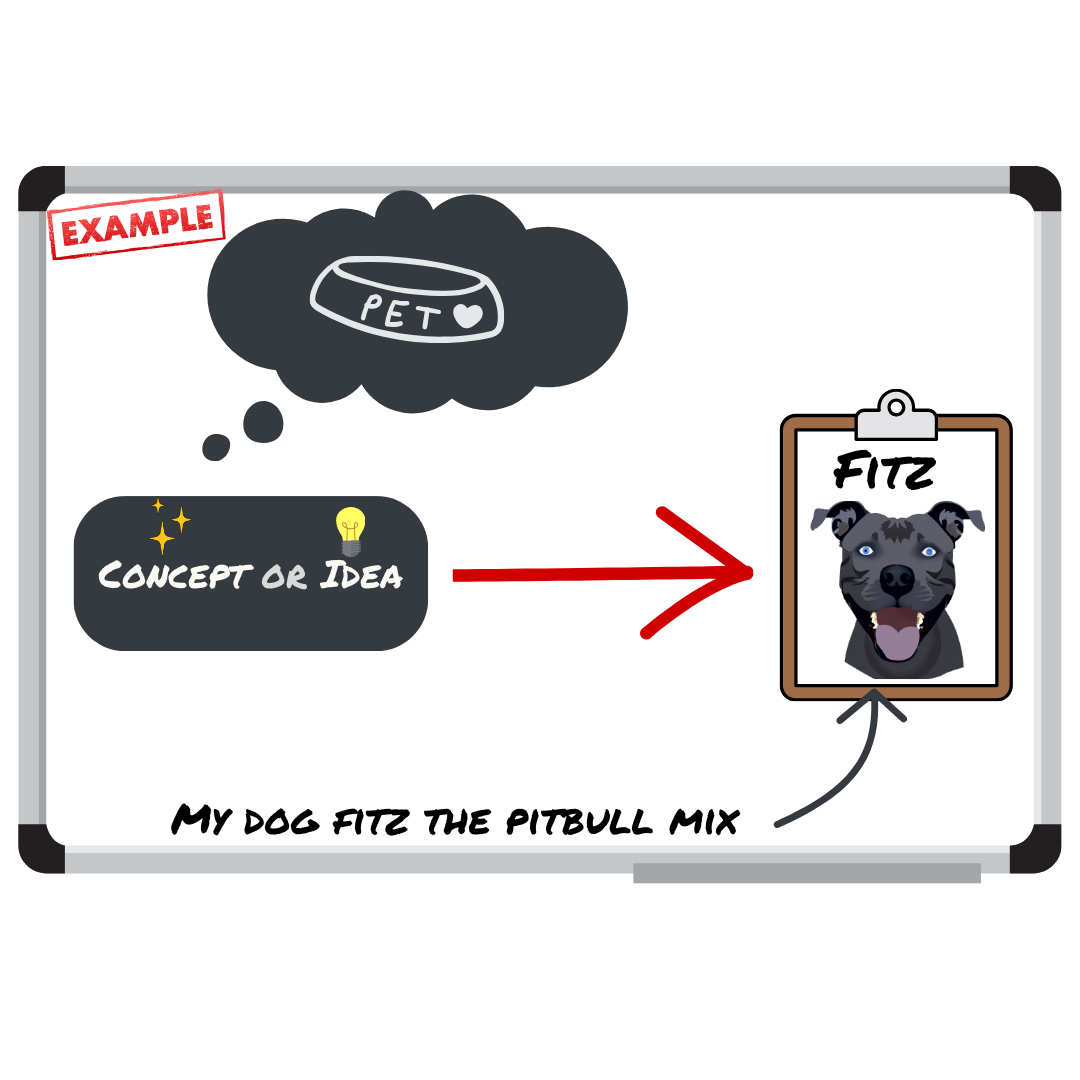 EXAMPLE
PET
CONCEPT OR IDEA
FITZ
MY DOG FITZ THE PITBULL MIX